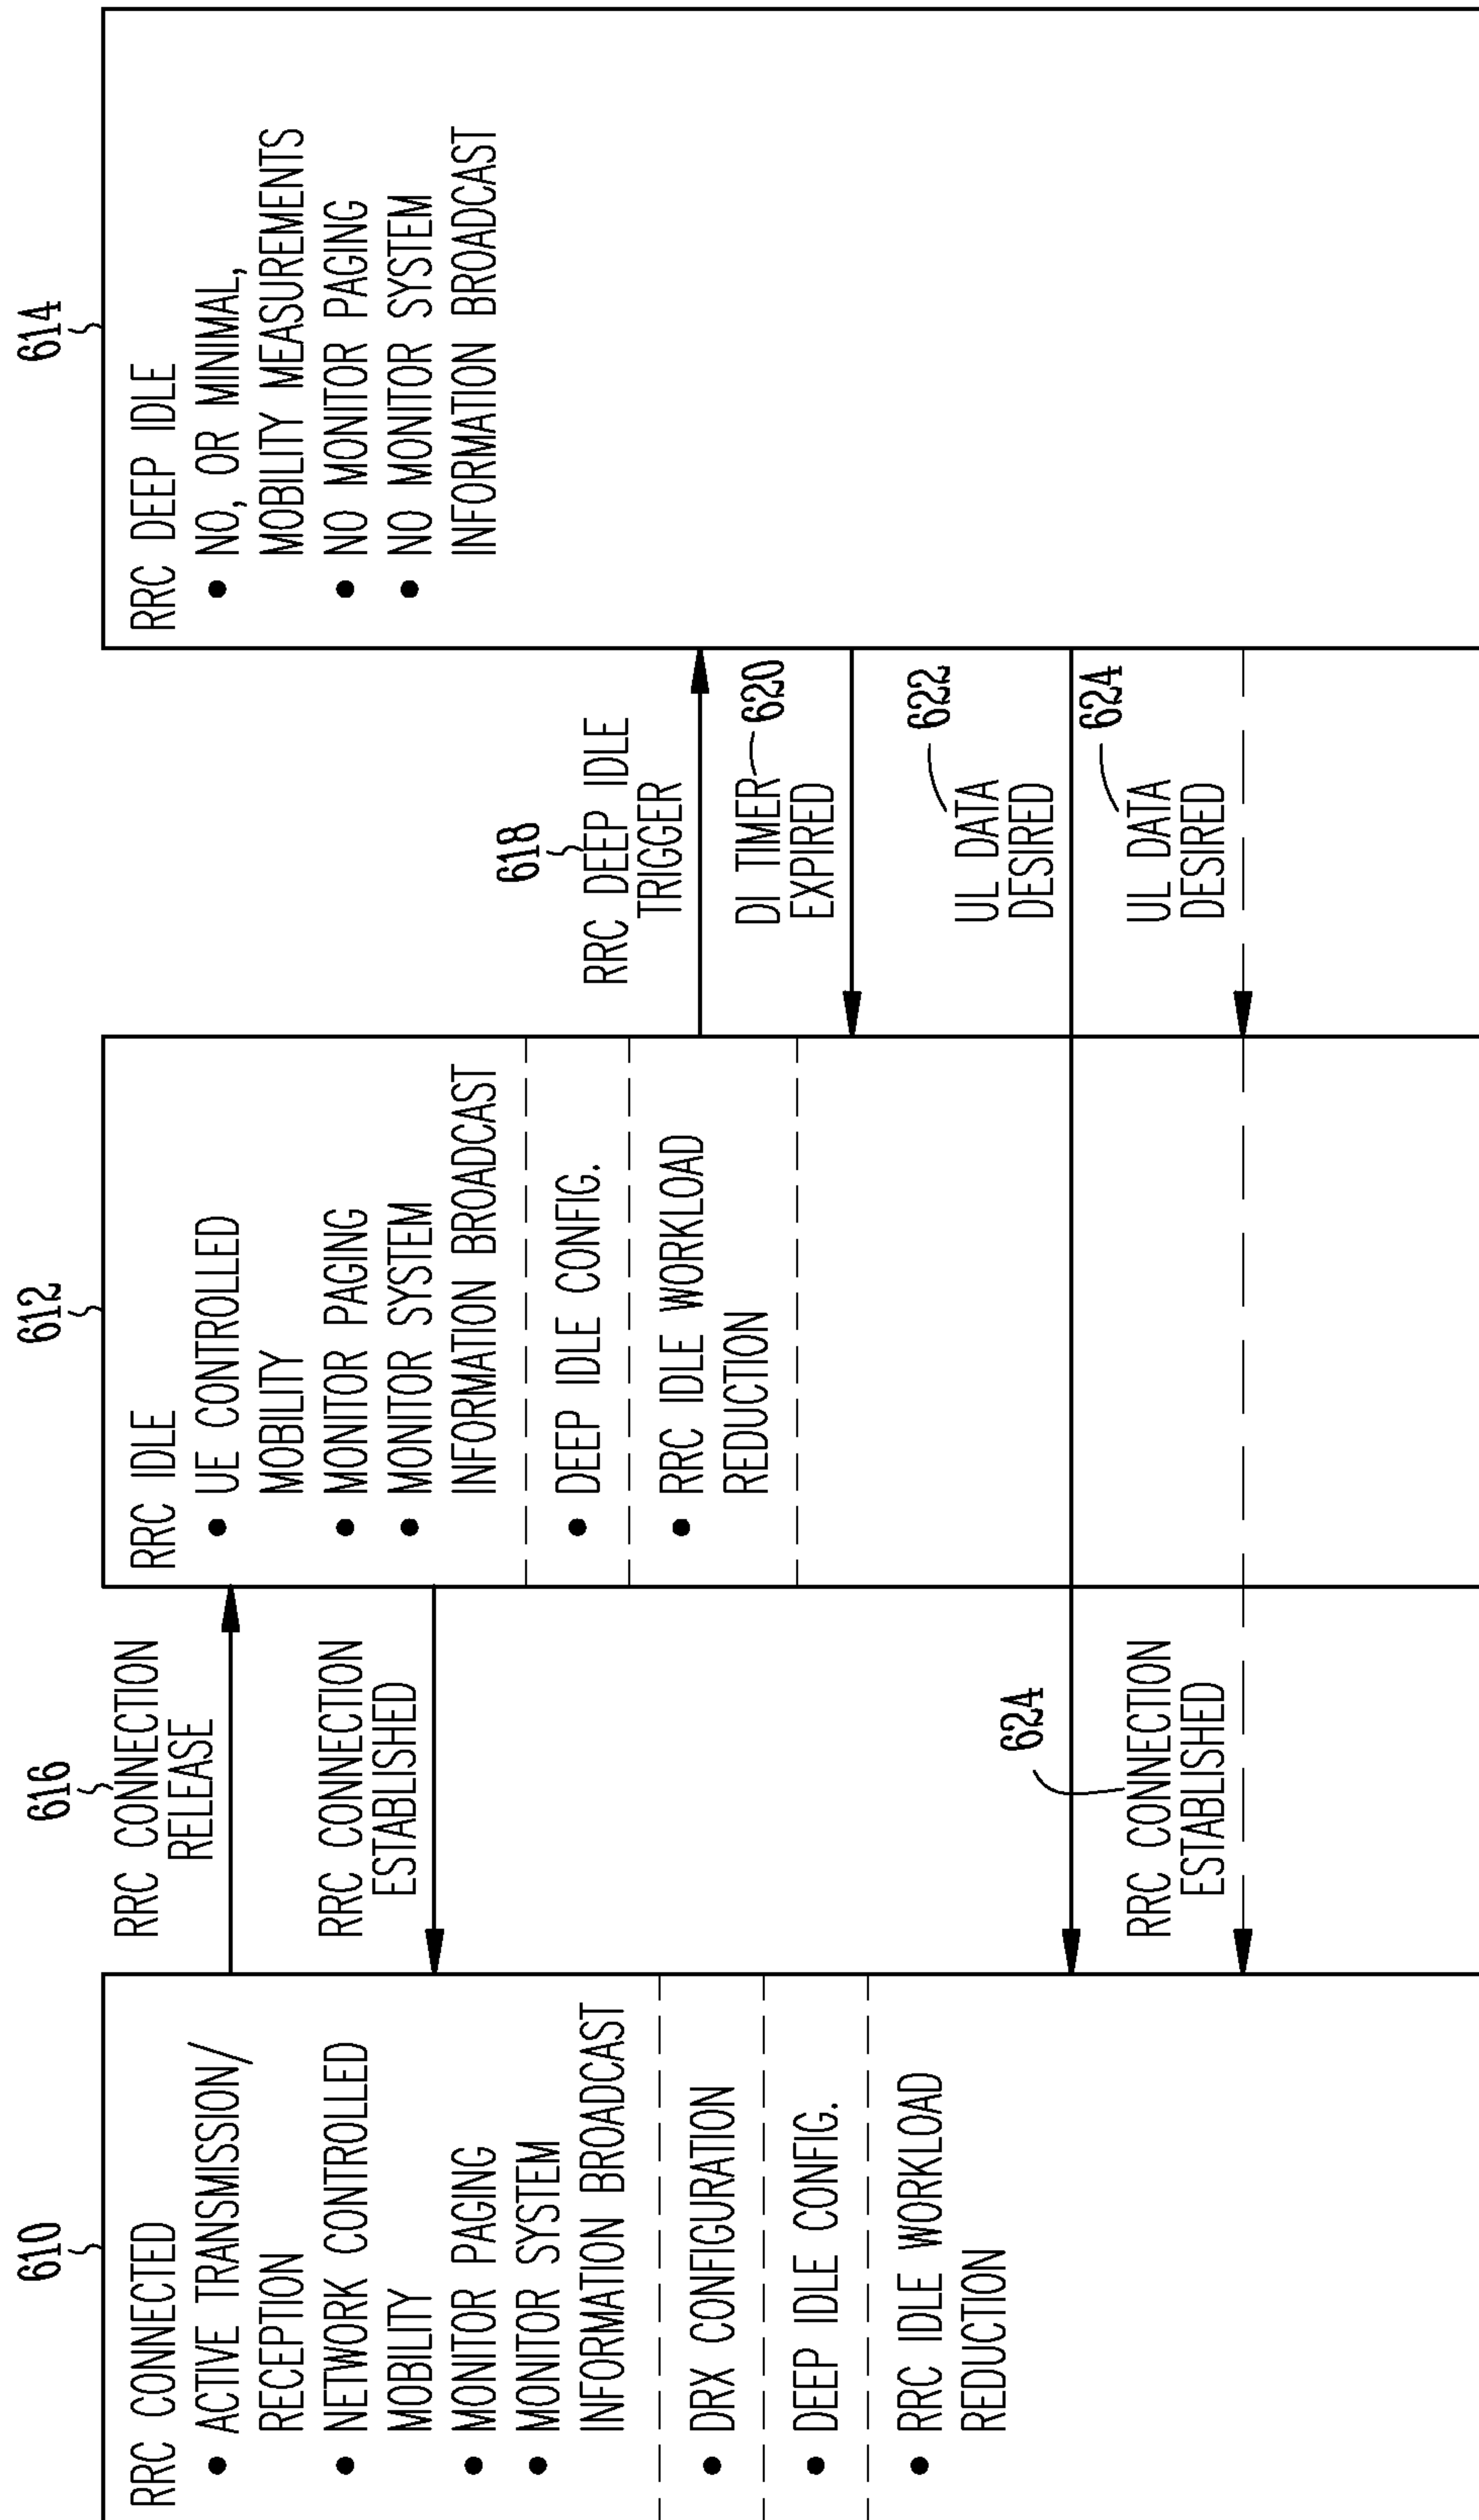 610
RRC CONNECTED
• ACTIVE TRANSMISSION/
RECEPTION
• NETWORK CONTROLLED
MOBILITY
• MONITOR PAGING
• MONITOR SYSTEM
INFORMATION BROADCAST
• DRX CONFIGURATION
• DEEP IDLE CONFIG.
• RRC IDLE WORKLOAD
REDUCTION
616
RRC CONNECTION
RELEASE
RRC CONNECTION
ESTABLISHED
624
RRC CONNECTION
ESTABLISHED
612
RRC IDLE
• UE CONTROLLED
MOBILITY
• MONITOR PAGING
• MONITOR SYSTEM
INFORMATION BROADCAST
• DEEP IDLE CONFIG.
• RRC IDLE WORKLOAD
REDUCTION
618
RRC DEEP IDLE
TRIGGER
DI TIMER 620
EXPIRED
622
UL DATA
DESIRED
624
UL DATA
DESIRED
614
RRC DEEP IDLE
• NO, OR MINIMAL,
MOBILITY MEASUREMENTS
• NO MONITOR PAGING
• NO MONITOR SYSTEM
INFORMATION BROADCAST